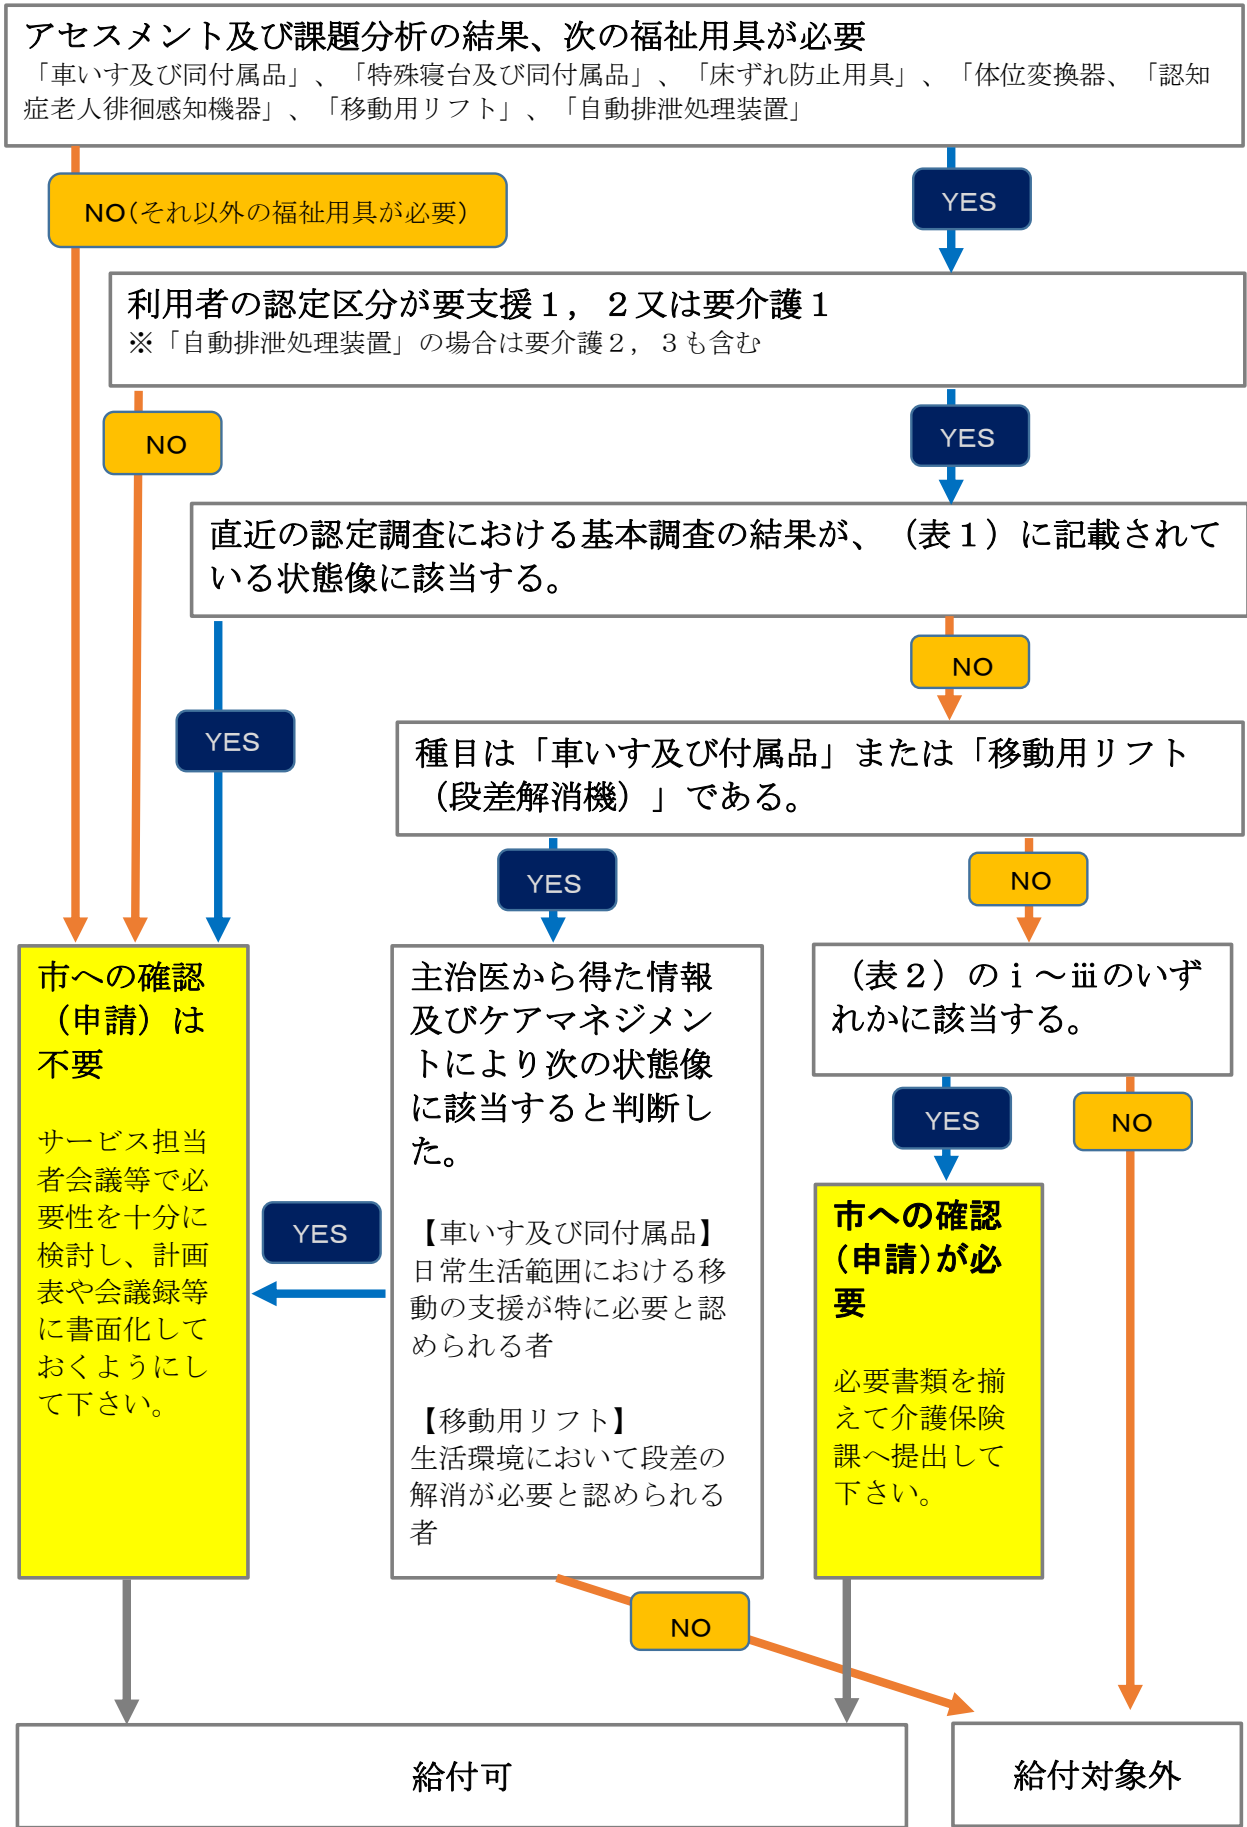 アセスメント及び課題分析の結果、次の福祉用具が必要
「車いす及び同付属品」、「特殊寝台及び同付属品」、「床ずれ防止用具」、「体位変換器、「認知
症老人徘徊感知機器」、「移動用リフト」、「自動排泄処理装置」
NO(それ以外の福祉用具が必要)
YES
利用者の認定区分が要支援１，２又は要介護１
※「自動排泄処理装置」の場合は要介護２，３も含む
NO
YES
直近の認定調査における基本調査の結果が、（表１）に記載されて
いる状態像に該当する。
NO
YES
種目は「車いす及び付属品」または「移動用リフト
（段差解消機）」である。
YES
NO
市への確認
（申請）は
不要
サービス担当
者会議等で必
要性を十分に
検討し、計画
表や会議録等
に書面化して
おくようにし
て下さい。
YES
主治医から得た情報
及びケアマネジメン
トにより次の状態像
に該当すると判断し
た。
【車いす及び同付属品】
日常生活範囲における移
動の支援が特に必要と認
められる者
【移動用リフト】
生活環境において段差の
解消が必要と認められる
者
（表２）のⅰ～ⅲのいず
れかに該当する。
YES
NO
市への確認
(申請)が必
要
必要書類を揃
えて介護保険
課へ提出して
下さい。
NO
給付可
給付対象外